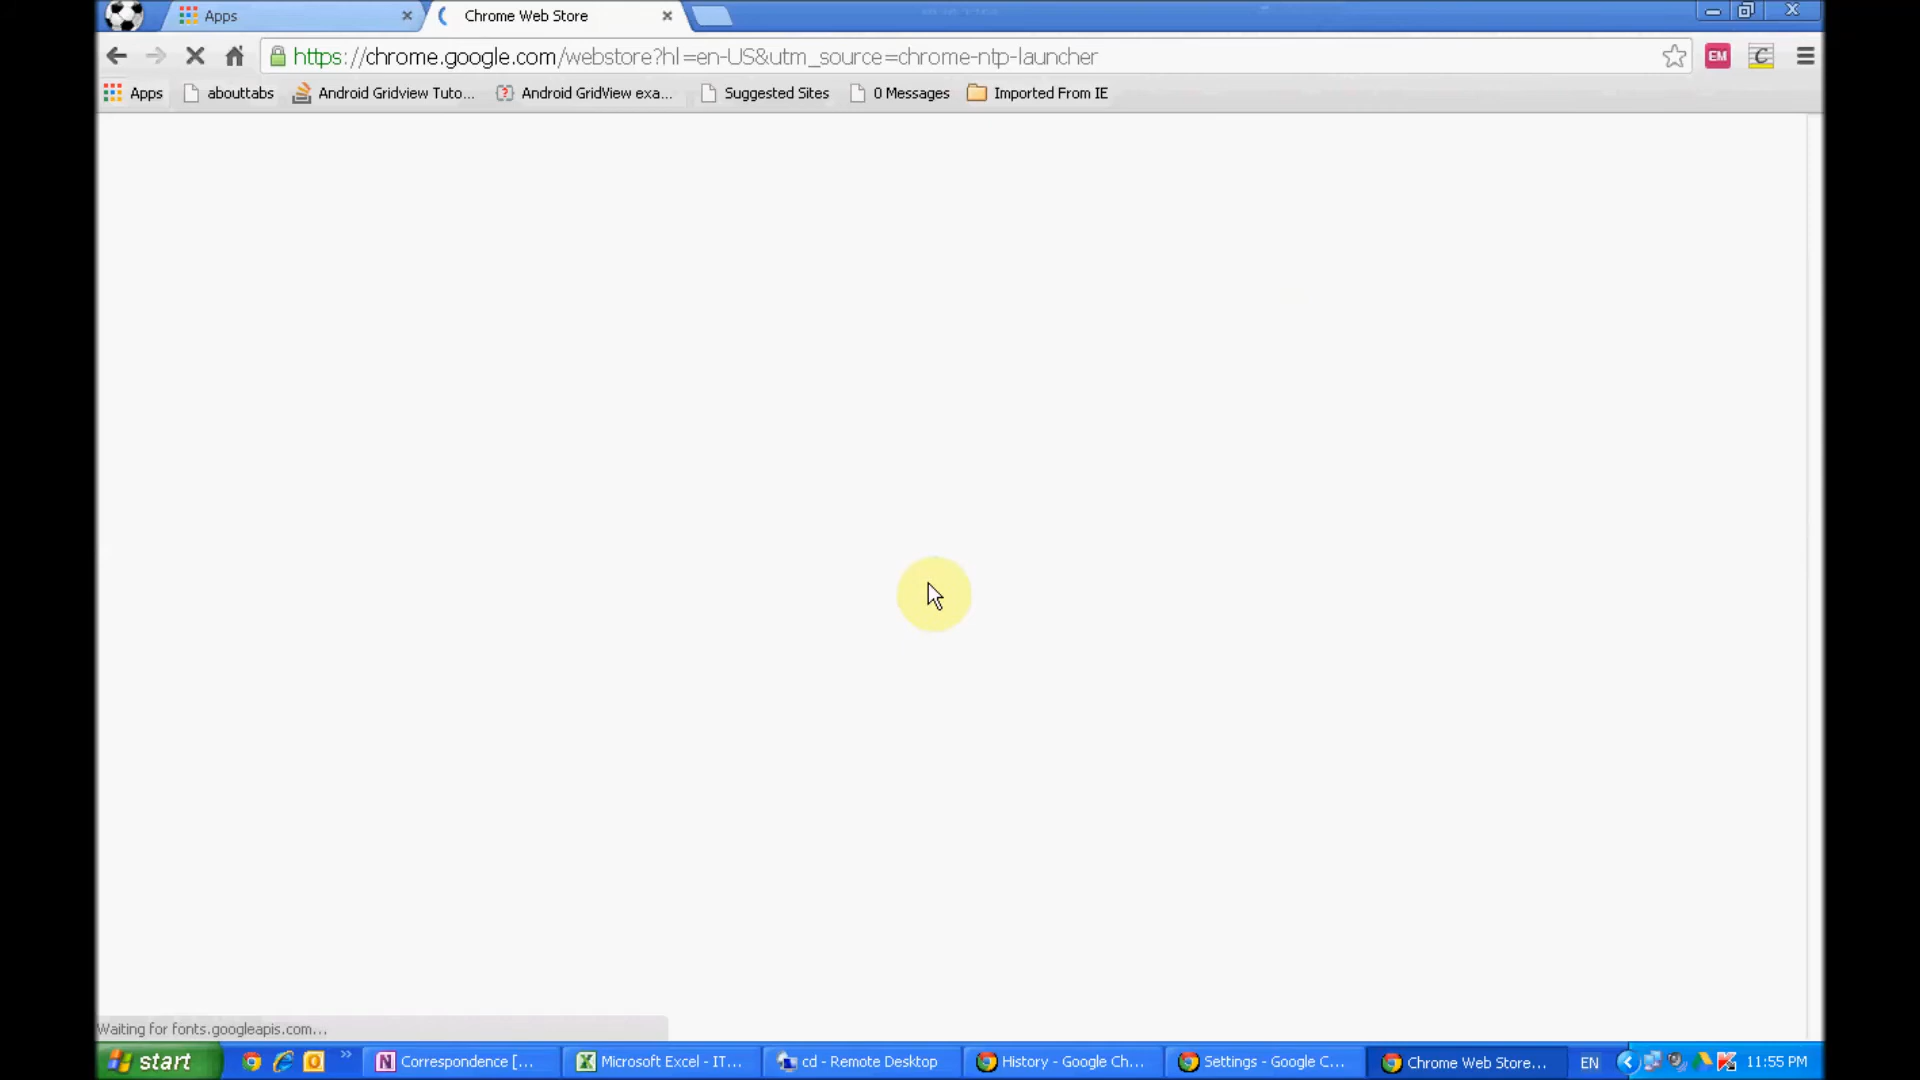 Apps
Chrome Web Store
https://chrome.google.com/webstore?hl=en-US&utm_source=chrome-ntp-launcher
EM
C
Apps abouttabs Android Gridview Tuto... Android GridView exa... Suggested Sites 0 Messages Imported From IE
Waiting for fonts.googleapis.com...
start Correspondence [... Microsoft Excel - IT... cd - Remote Desktop History - Google Ch... Settings - Google C... Chrome Web Store... EN 11:55 PM